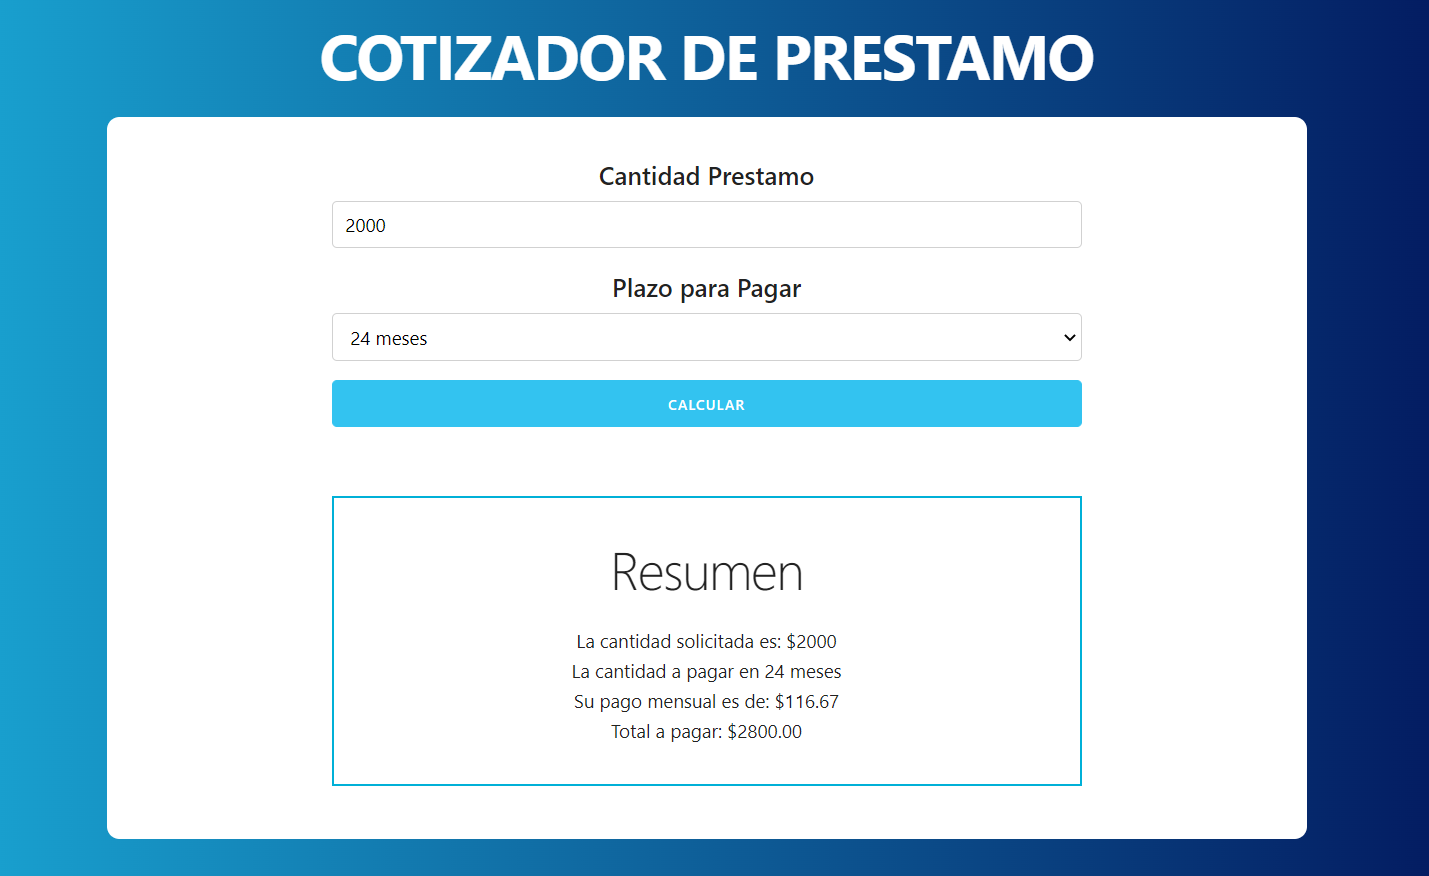 COTIZADOR DE PRESTAMO
Cantidad Prestamo
2000
Plazo para Pagar
24 meses
CALCULAR
Resumen
La cantidad solicitada es: $2000
La cantidad a pagar en 24 meses
Su pago mensual es de: $116.67
Total a pagar: $2800.00